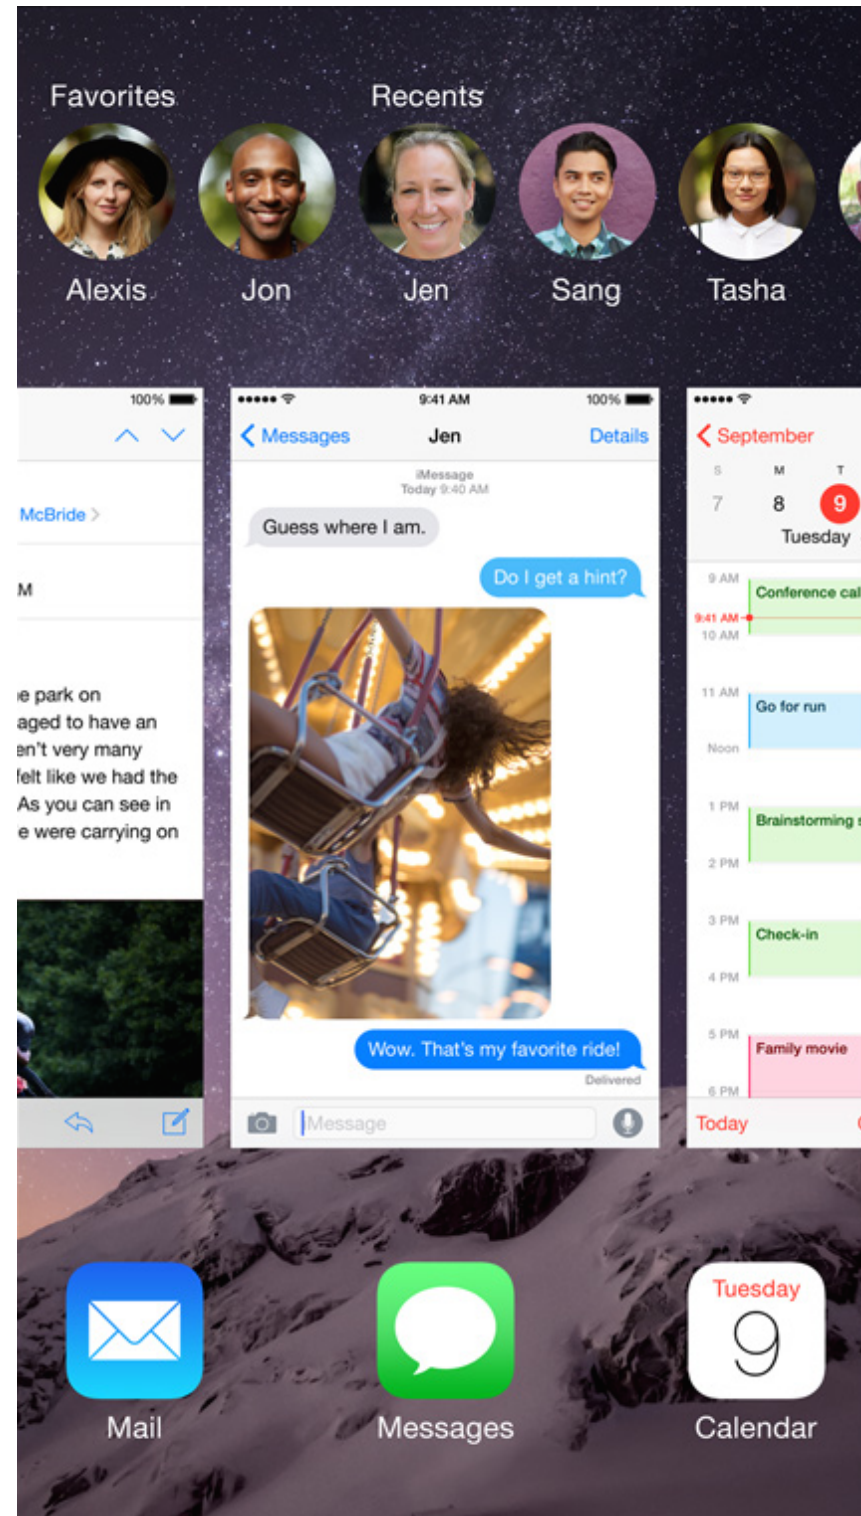 Favorites
Recents
Alexis
Jon
Jen
Sang
Tasha
100%
McBride
M
e park on
aged to have an
en't very many
felt like we had the
As you can see in
e were carrying on
9:41 AM
100%
Messages
Jen
Details
iMessage
Today 9:40 AM
Guess where I am.
Do I get a hint?
Wow. That's my favorite ride!
Delivered
iMessage
September
S M T
7 8 9
Tuesday
9 AM
Conference cal
9:41 AM
10 AM
11 AM
Go for run
Noon
1 PM
Brainstorming s
2 PM
3 PM
Check-in
4 PM
5 PM
Family movie
6 PM
Today
Tuesday
9
Mail
Messages
Calendar